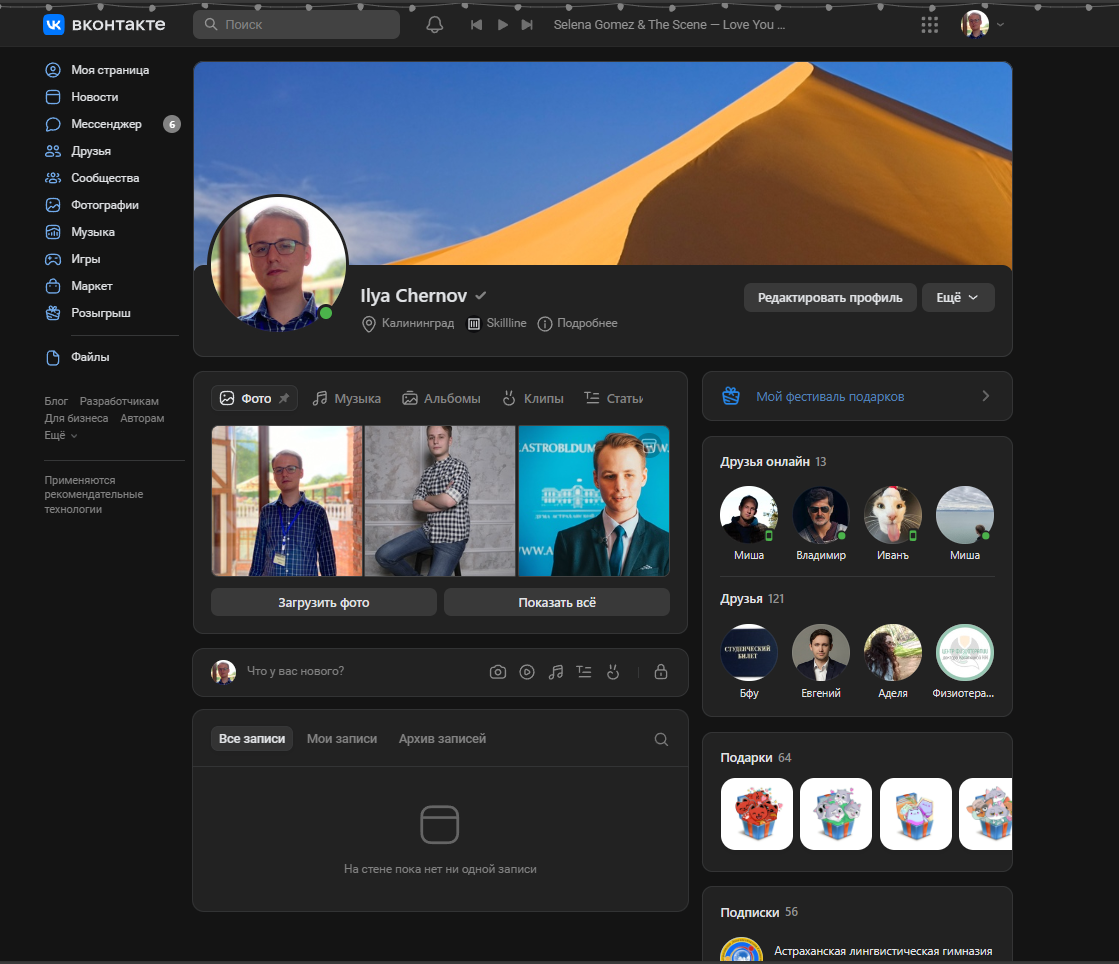 ВКОНТАКТЕ
Поиск
Selena Gomez & The Scene — Love You ...
Моя страница
Новости
Мессенджер 6
Друзья
Сообщества
Фотографии
Музыка
Игры
Маркет
Розыгрыш
Файлы
Блог Разработчикам
Для бизнеса Авторам
Ещё
Применяются
рекомендательные
технологии
Ilya Chernov
Калининград Skillline Подробнее
Редактировать профиль
Ещё
Фото Музыка Альбомы Клипы Статьи
Загрузить фото
Показать всё
Что у вас нового?
Все записи Мои записи Архив записей
На стене пока нет ни одной записи
Мой фестиваль подарков
Друзья онлайн 13
Миша Владимир Иванъ Миша
Друзья 121
СТУДЕНЧЕСКИЙ
БИЛЕТ
Бфу Евгений Аделя Физиотера...
Подарки 64
Подписки 56
Астраханская лингвистическая гимназия